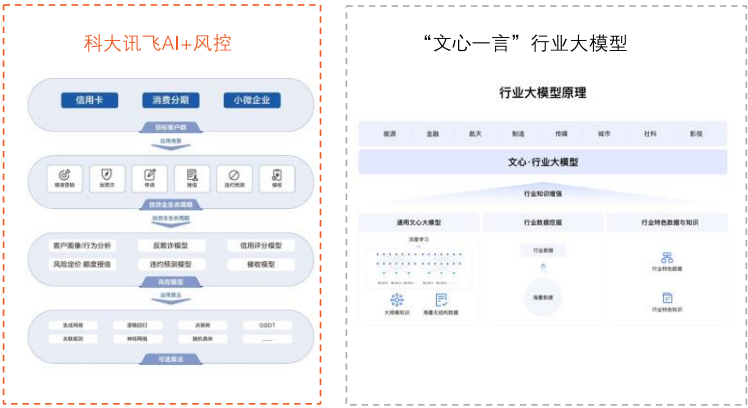 科大讯飞AI+风控
信用卡 消费分期 小微企业
目标客户群
应用场景
精准营销 反欺诈 申请 授信 违约预测 催收
信贷全生命周期
信贷全生命周期
客户画像/行为分析 反欺诈模型 信用评分模型
风险定价 额度授信 违约预测模型 催收模型
风控模型
运用算法
生成网络 逻辑回归 决策树 GBDT
关联规则 神经网络 随机森林 ......
可选算法
“文心一言”行业大模型
行业大模型原理
能源 金融 航天 制造 传媒 城市 社科 影视
文心·行业大模型
行业知识增强
通用文心大模型 行业数据挖掘 行业特色数据与知识
深度学习
行业数据
海量数据
大规模知识 海量无结构数据
行业特色数据
行业特色知识